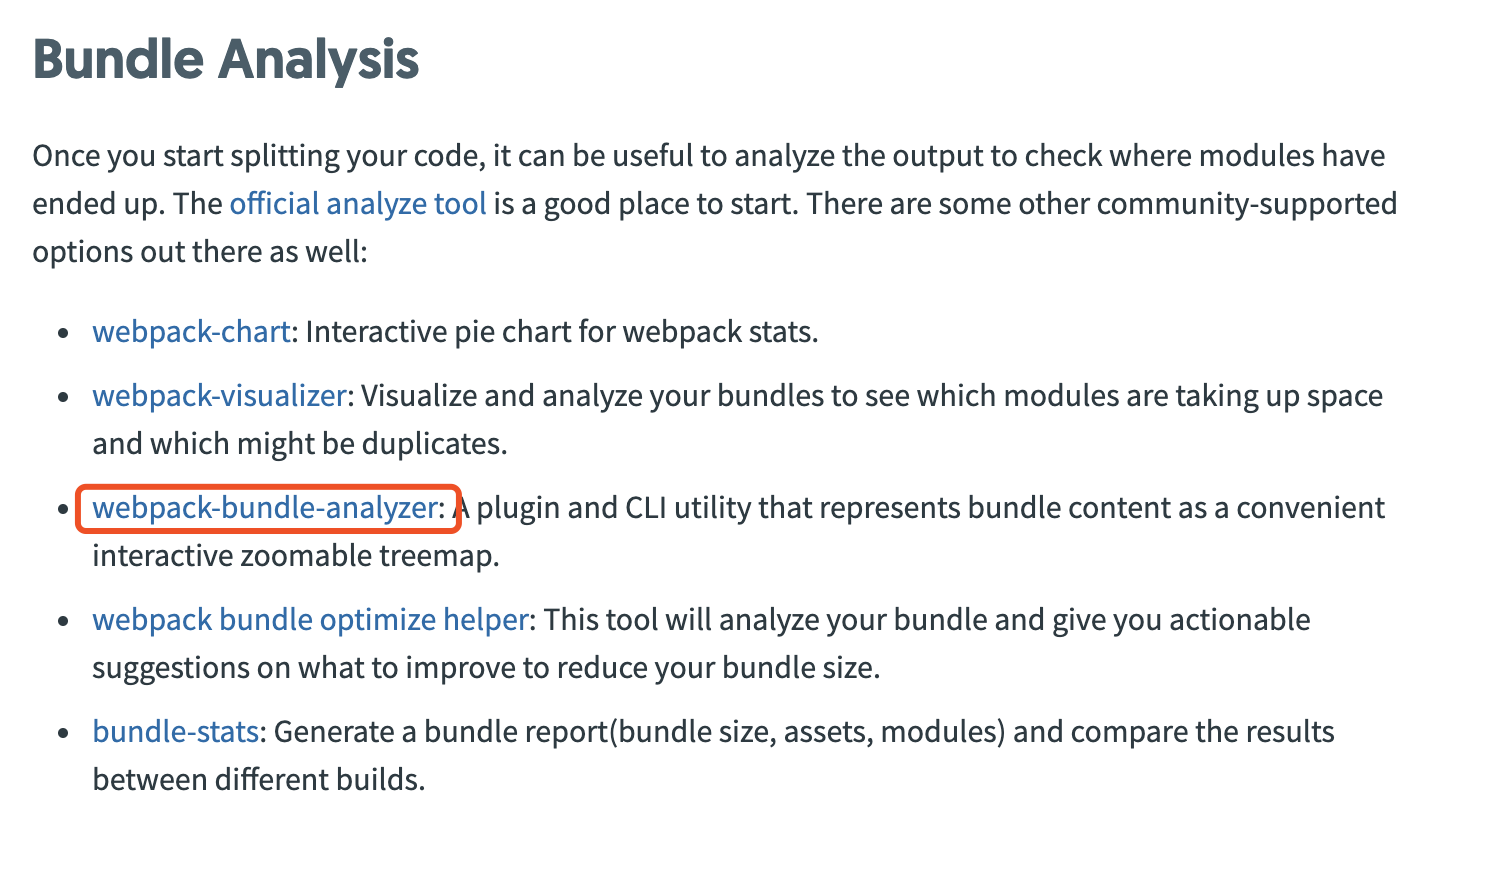 Bundle Analysis
Once you start splitting your code, it can be useful to analyze the output to check where modules have
ended up. The official analyze tool is a good place to start. There are some other community-supported
options out there as well:
• webpack-chart: Interactive pie chart for webpack stats.
• webpack-visualizer: Visualize and analyze your bundles to see which modules are taking up space
and which might be duplicates.
• webpack-bundle-analyzer: A plugin and CLI utility that represents bundle content as a convenient
interactive zoomable treemap.
• webpack bundle optimize helper: This tool will analyze your bundle and give you actionable
suggestions on what to improve to reduce your bundle size.
• bundle-stats: Generate a bundle report(bundle size, assets, modules) and compare the results
between different builds.